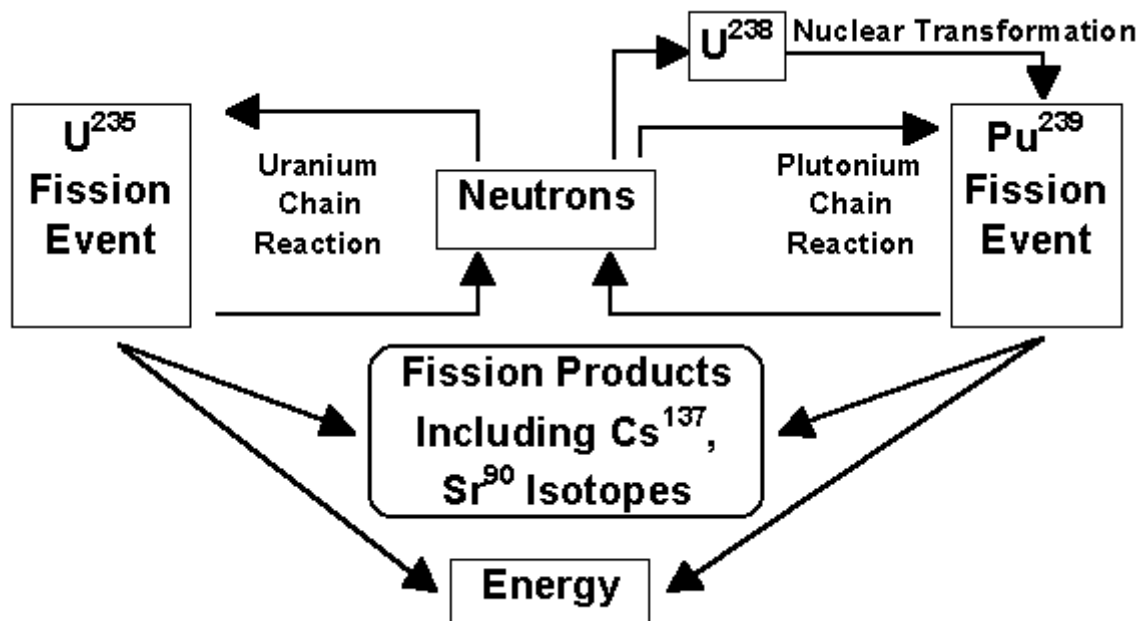 U²³⁸
Nuclear Transformation
U²³⁵
Fission
Event
Uranium
Chain
Reaction
Neutrons
Plutonium
Chain
Reaction
Pu²³⁹
Fission
Event
Fission Products
Including Cs¹³⁷,
Sr⁹⁰ Isotopes
Energy